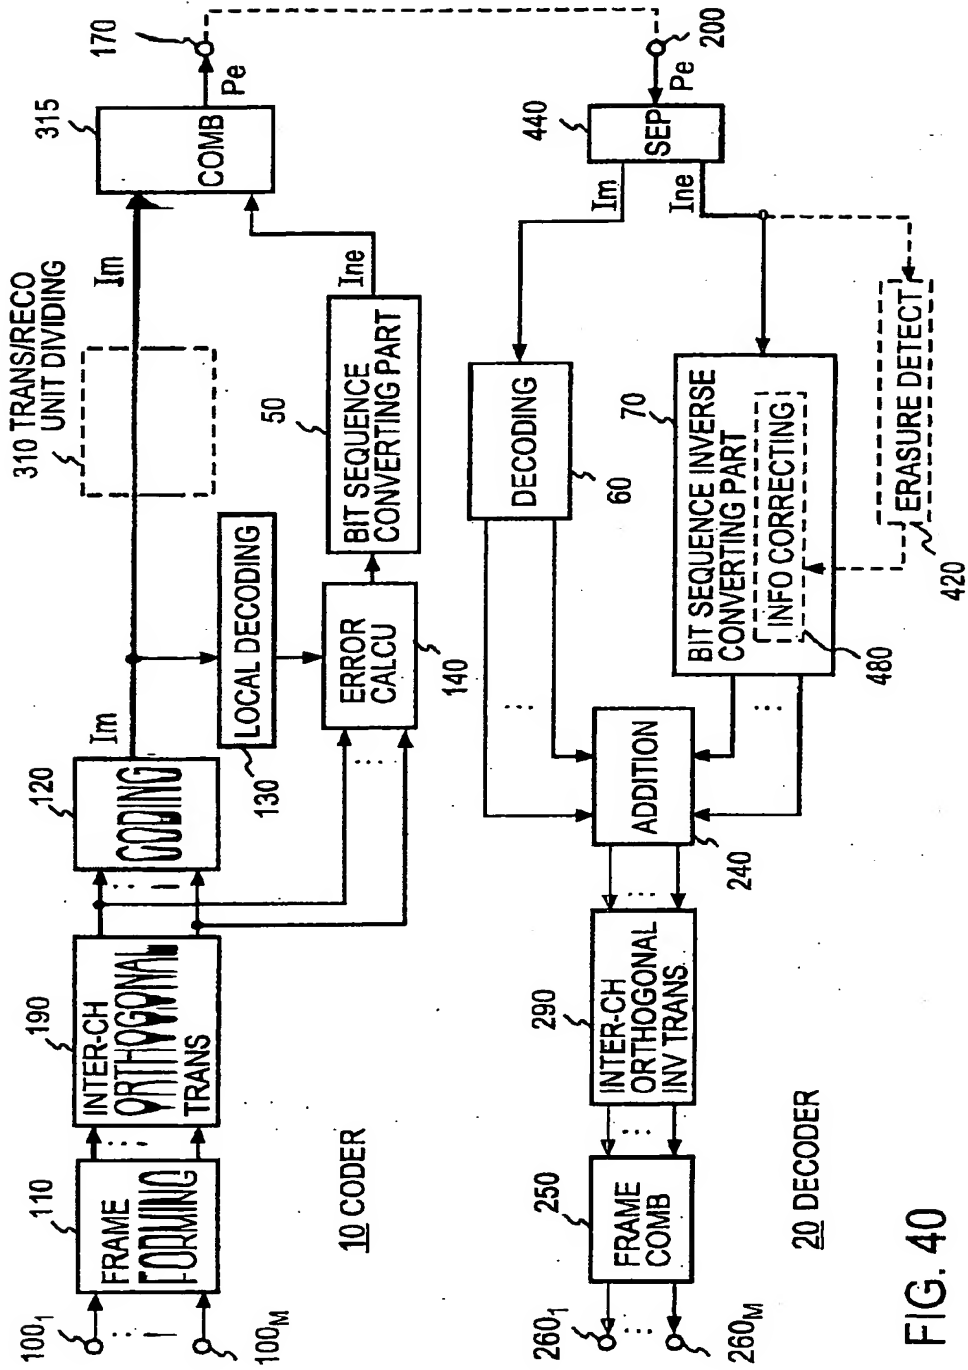 100₁
100M
110
FRAME
FORMING
190
INTER-CH
ORTHOGONAL
TRANS
120
CODING
Im
310 TRANS/RECO
UNIT DIVIDING
Im
315
COMB
Pe
170
LOCAL DECODING
130
ERROR
CALCU
140
50
BIT SEQUENCE
CONVERTING PART
Ine
10 CODER
200
Pe
440
SEP
Im
Ine
DECODING
60
70
BIT SEQUENCE INVERSE
CONVERTING PART
INFO CORRECTING
480
ERASURE DETECT
420
ADDITION
240
290
INTER-CH
ORTHOGONAL
INV TRANS
250
FRAME
COMB
260₁
260M
20 DECODER
FIG. 40